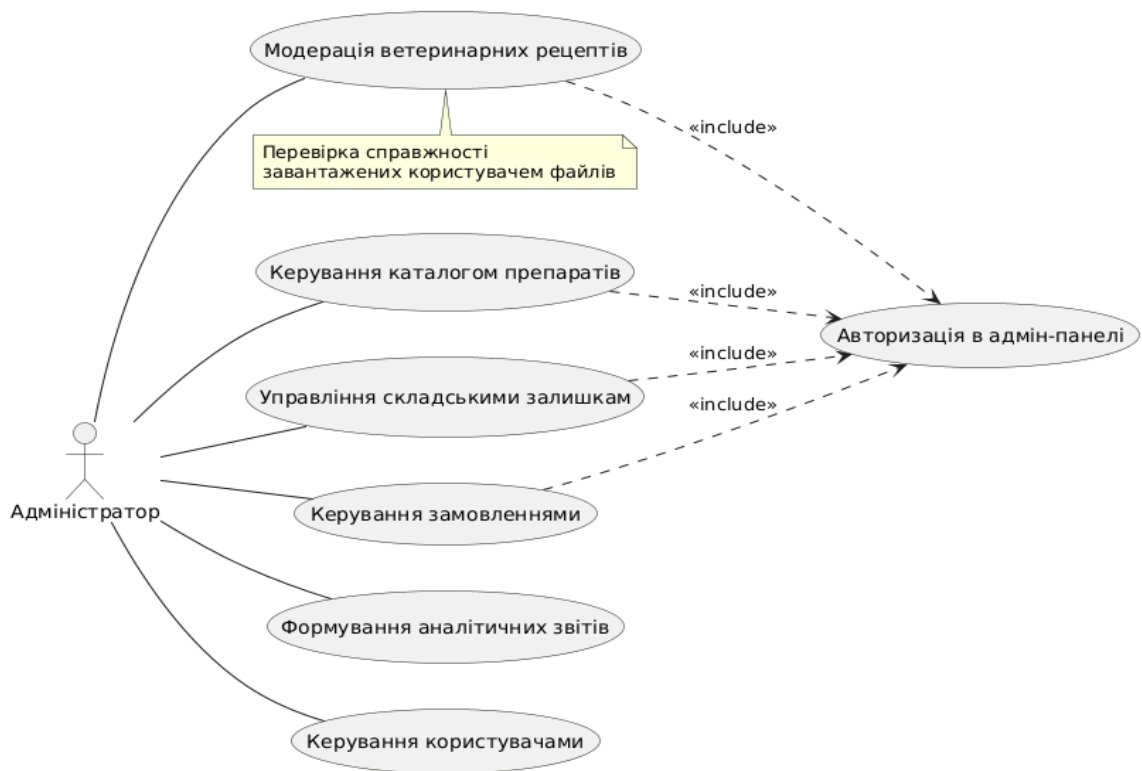 Модерація ветеринарних рецептів
«include»
Перевірка справжності
завантажених користувачем файлів
Керування каталогом препаратів
«include»
Авторизація в адмін-панелі
«include»
Управління складськими залишкам
«include»
Адміністратор
Керування замовленнями
Формування аналітичних звітів
Керування користувачами